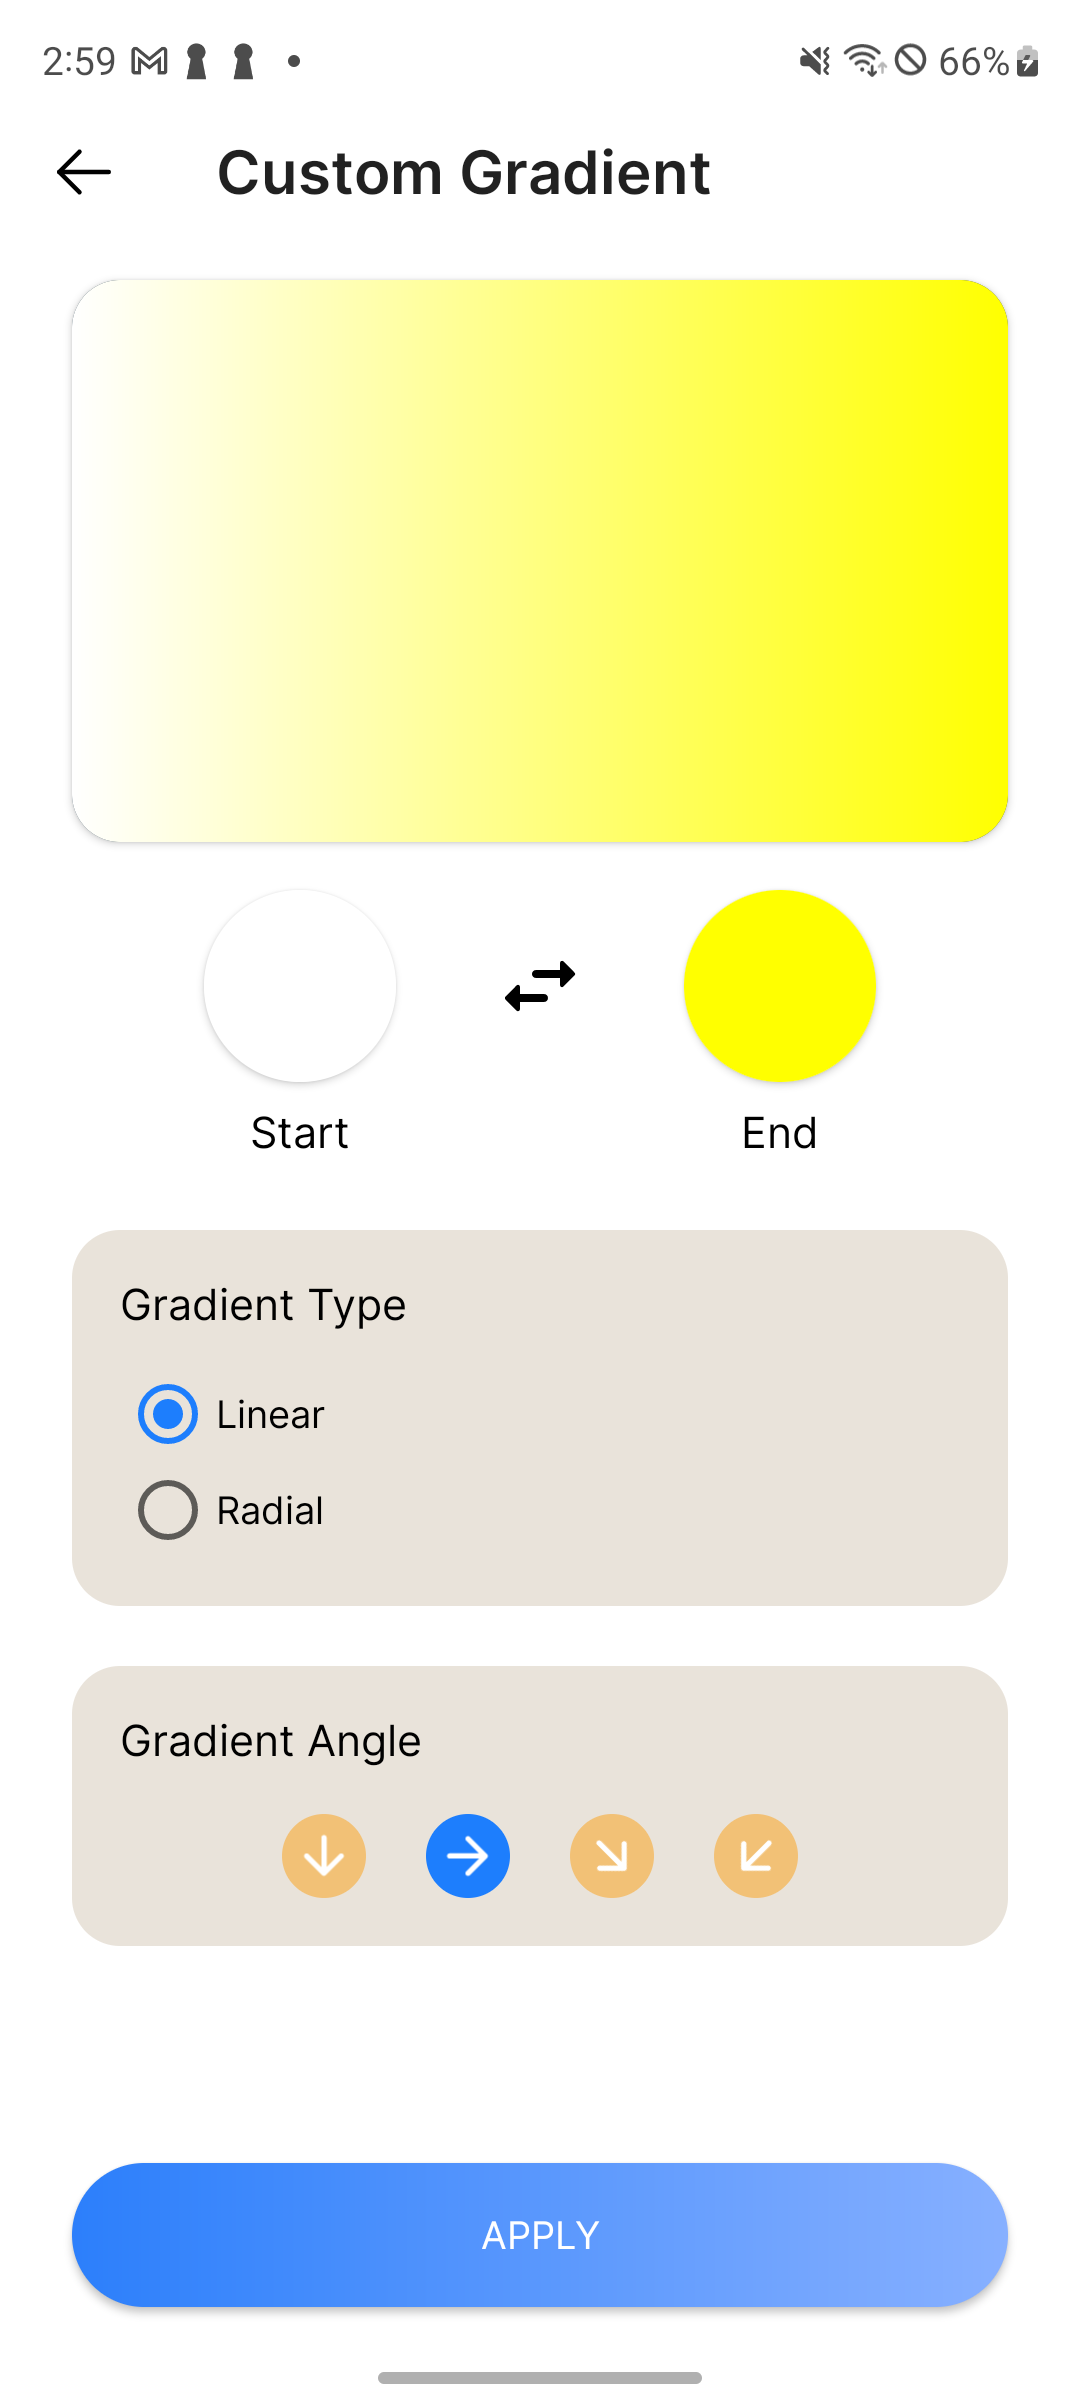 2:59
66%
Custom Gradient
Start
End
Gradient Type
Linear
Radial
Gradient Angle
APPLY